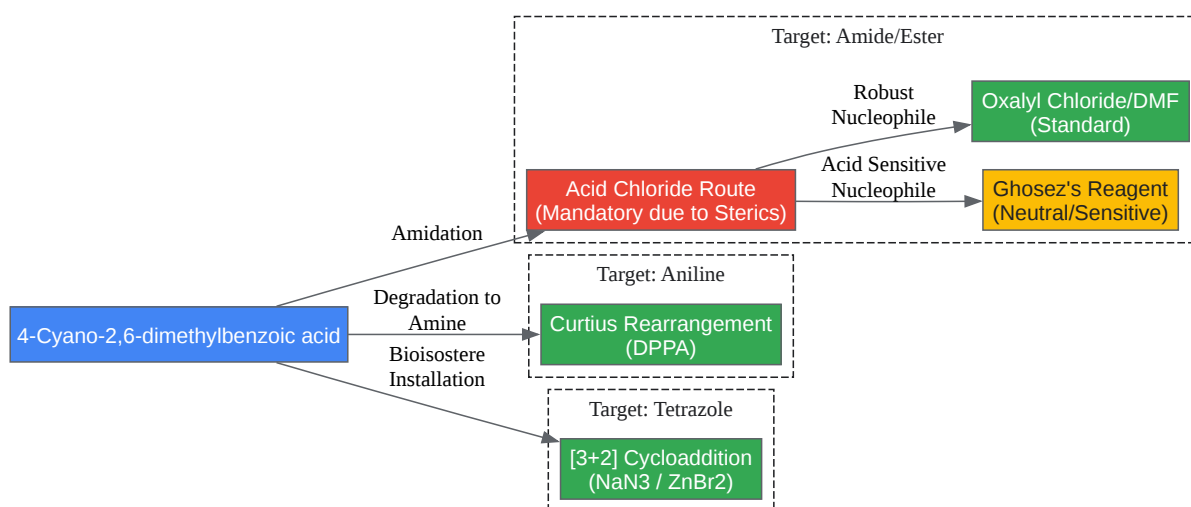 Target: Amide/Ester
Robust
Nucleophile
Oxalyl Chloride/DMF
(Standard)
Acid Chloride Route
(Mandatory due to Sterics)
Acid Sensitive
Nucleophile
Ghosez's Reagent
(Neutral/Sensitive)
Amidation
4-Cyano-2,6-dimethylbenzoic acid
Degradation to
Amine
Target: Aniline
Curtius Rearrangement
(DPPA)
Bioisostere
Installation
Target: Tetrazole
[3+2] Cycloaddition
(NaN3 / ZnBr2)